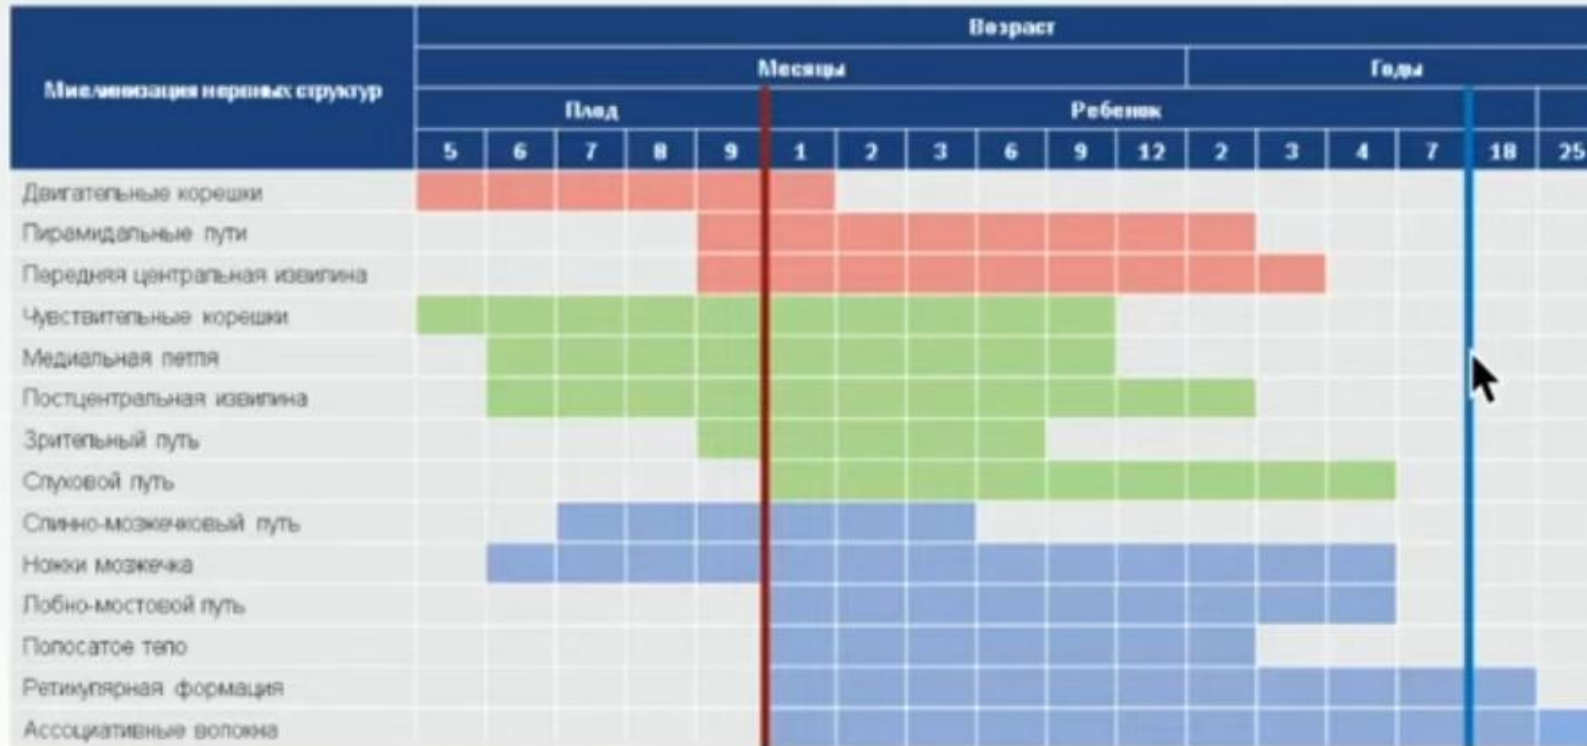 Возраст
Месяцы Годы
Миелинизация нервных структур
Плод Ребенок
5 6 7 8 9 1 2 3 6 9 12 2 3 4 7 18 25
Двигательные корешки
Пирамидальные пути
Передняя центральная извилина
Чувствительные корешки
Медиальная петля
Постцентральная извилина
Зрительный путь
Слуховой путь
Спинно-мозжечковый путь
Ножки мозжечка
Лобно-мостовой путь
Полосатое тело
Ретикулярная формация
Ассоциативные волокна